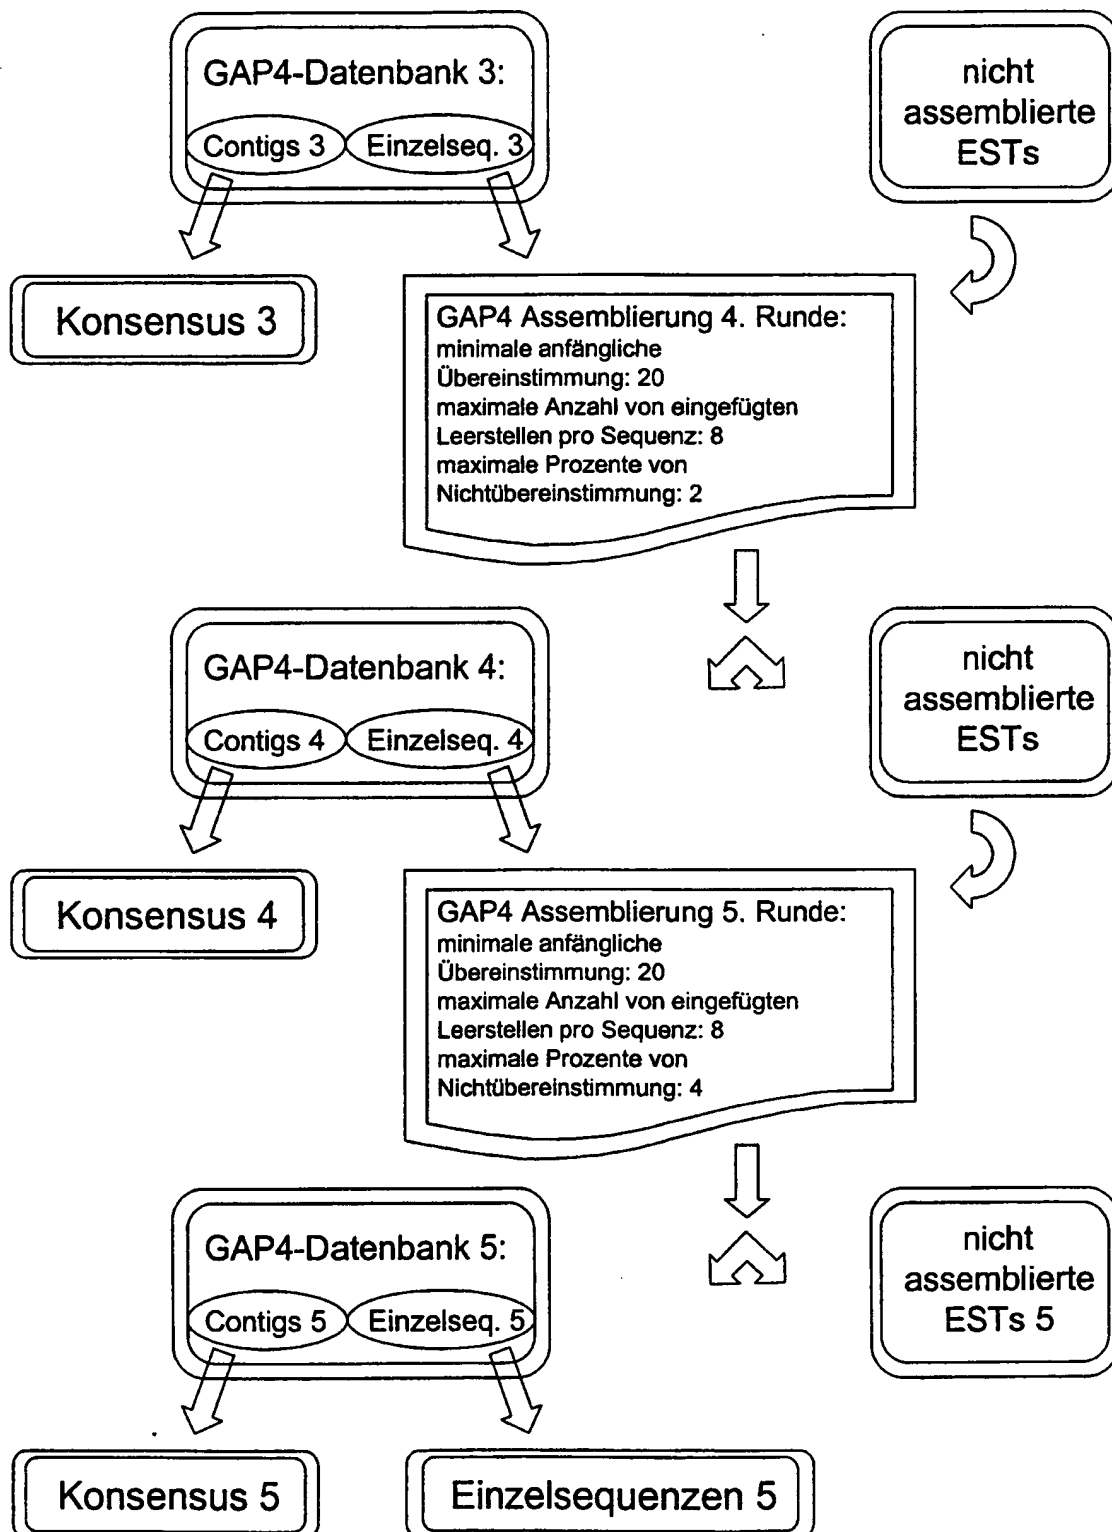 GAP4-Datenbank 3:
Contigs 3
Einzelseq. 3
nicht
assemblierte
ESTs
Konsensus 3
GAP4 Assemblierung 4. Runde:
minimale anfängliche
Übereinstimmung: 20
maximale Anzahl von eingefügten
Leerstellen pro Sequenz: 8
maximale Prozente von
Nichtübereinstimmung: 2
GAP4-Datenbank 4:
Contigs 4
Einzelseq. 4
nicht
assemblierte
ESTs
Konsensus 4
GAP4 Assemblierung 5. Runde:
minimale anfängliche
Übereinstimmung: 20
maximale Anzahl von eingefügten
Leerstellen pro Sequenz: 8
maximale Prozente von
Nichtübereinstimmung: 4
GAP4-Datenbank 5:
Contigs 5
Einzelseq. 5
nicht
assemblierte
ESTs 5
Konsensus 5
Einzelsequenzen 5